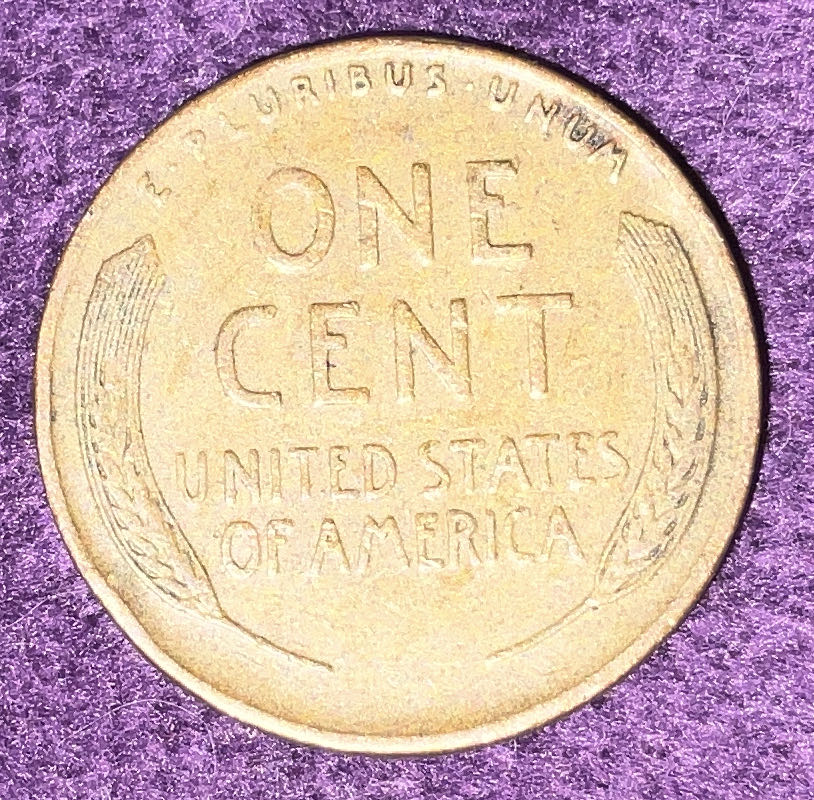 E·PLURIBUS·UNUM
ONE
CENT
UNITED STATES
OF AMERICA